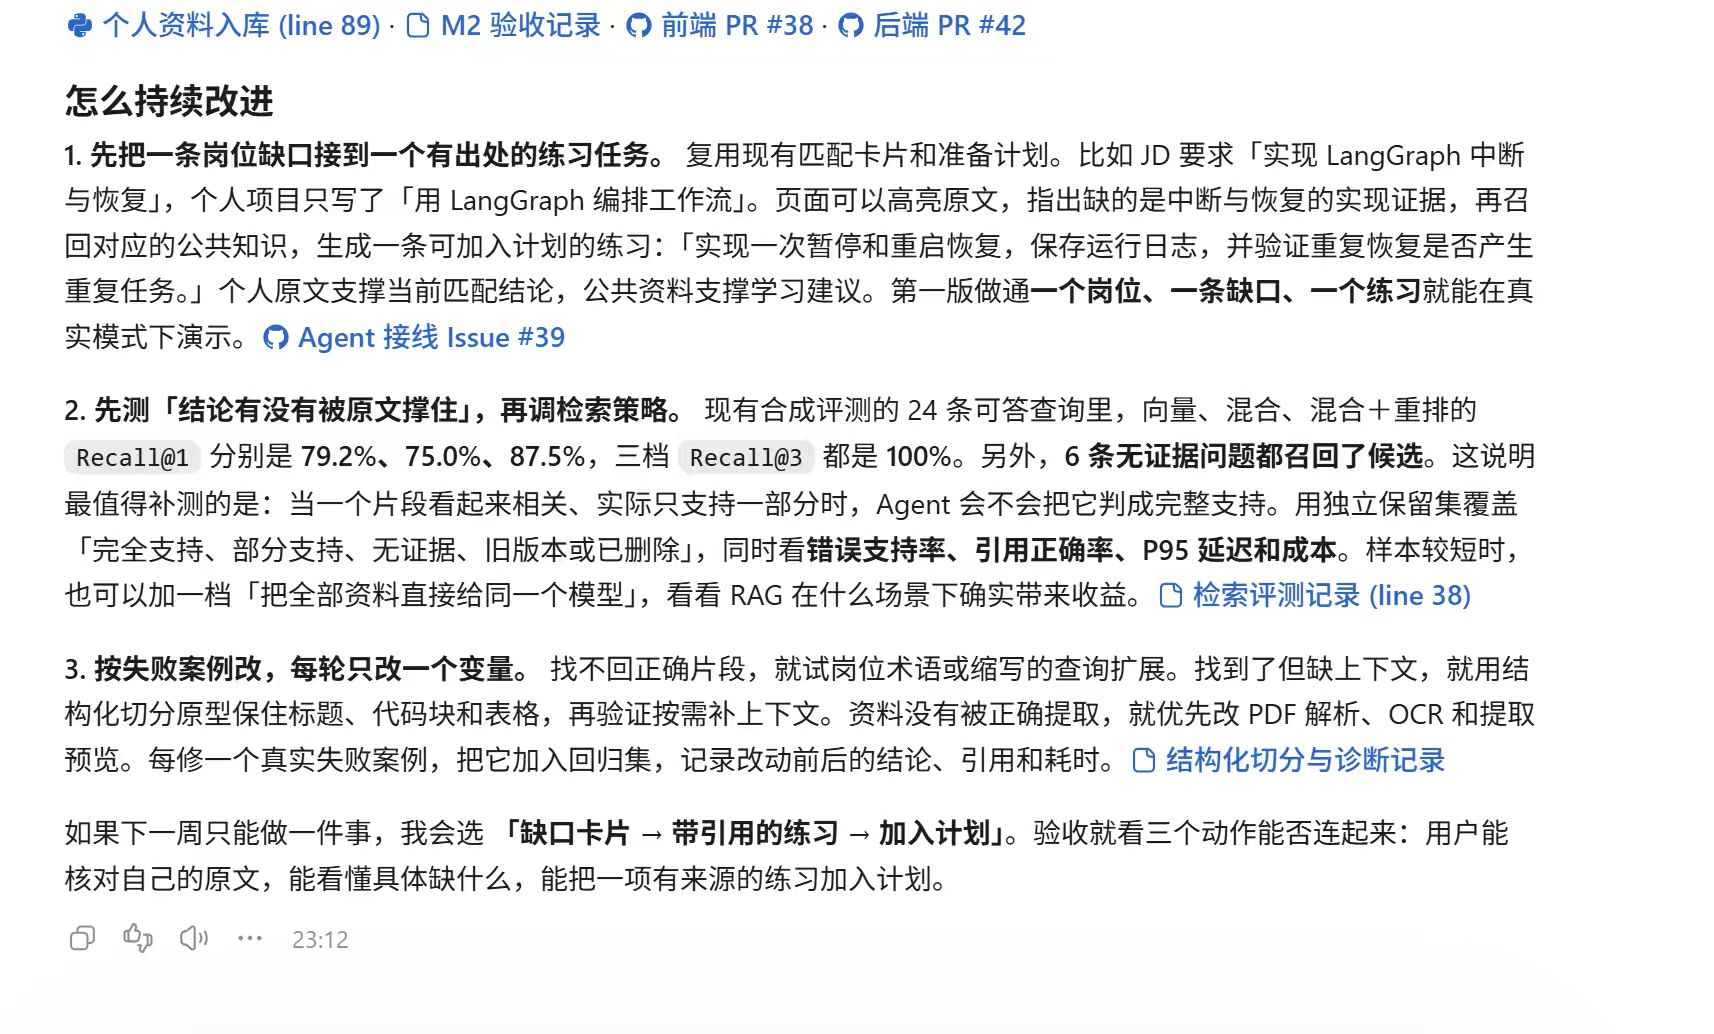 个人资料入库 (line 89) · M2 验收记录 · 前端 PR #38 · 后端 PR #42
怎么持续改进
1. 先把一条岗位缺口接到一个有出处的练习任务。 复用现有匹配卡片和准备计划。比如 JD 要求「实现 LangGraph 中断
与恢复」，个人项目只写了「用 LangGraph 编排工作流」。页面可以高亮原文，指出缺的是中断与恢复的实现证据，再召
回对应的公共知识，生成一条可加入计划的练习：「实现一次暂停和重启恢复，保存运行日志，并验证重复恢复是否产生
重复任务。」个人原文支撑当前匹配结论，公共资料支撑学习建议。第一版做通一个岗位、一条缺口、一个练习就能在真
实模式下演示。 Agent 接线 Issue #39
2. 先测「结论有没有被原文撑住」，再调检索策略。 现有合成评测的 24 条可答查询里，向量、混合、混合＋重排的
Recall@1 分别是 79.2%、75.0%、87.5%，三档 Recall@3 都是 100%。另外，6 条无证据问题都召回了候选。这说明
最值得补测的是：当一个片段看起来相关、实际只支持一部分时，Agent 会不会把它判成完整支持。用独立保留集覆盖
「完全支持、部分支持、无证据、旧版本或已删除」，同时看错误支持率、引用正确率、P95 延迟和成本。样本较短时，
也可以加一档「把全部资料直接给同一个模型」，看看 RAG 在什么场景下确实带来收益。 检索评测记录 (line 38)
3. 按失败案例改，每轮只改一个变量。 找不回正确片段，就试岗位术语或缩写的查询扩展。找到了但缺上下文，就用结
构化切分原型保住标题、代码块和表格，再验证按需补上下文。资料没有被正确提取，就优先改 PDF 解析、OCR 和提取
预览。每修一个真实失败案例，把它加入回归集，记录改动前后的结论、引用和耗时。 结构化切分与诊断记录
如果下一周只能做一件事，我会选 「缺口卡片 → 带引用的练习 → 加入计划」。验收就看三个动作能否连起来：用户能
核对自己的原文，能看懂具体缺什么，能把一项有来源的练习加入计划。
23:12